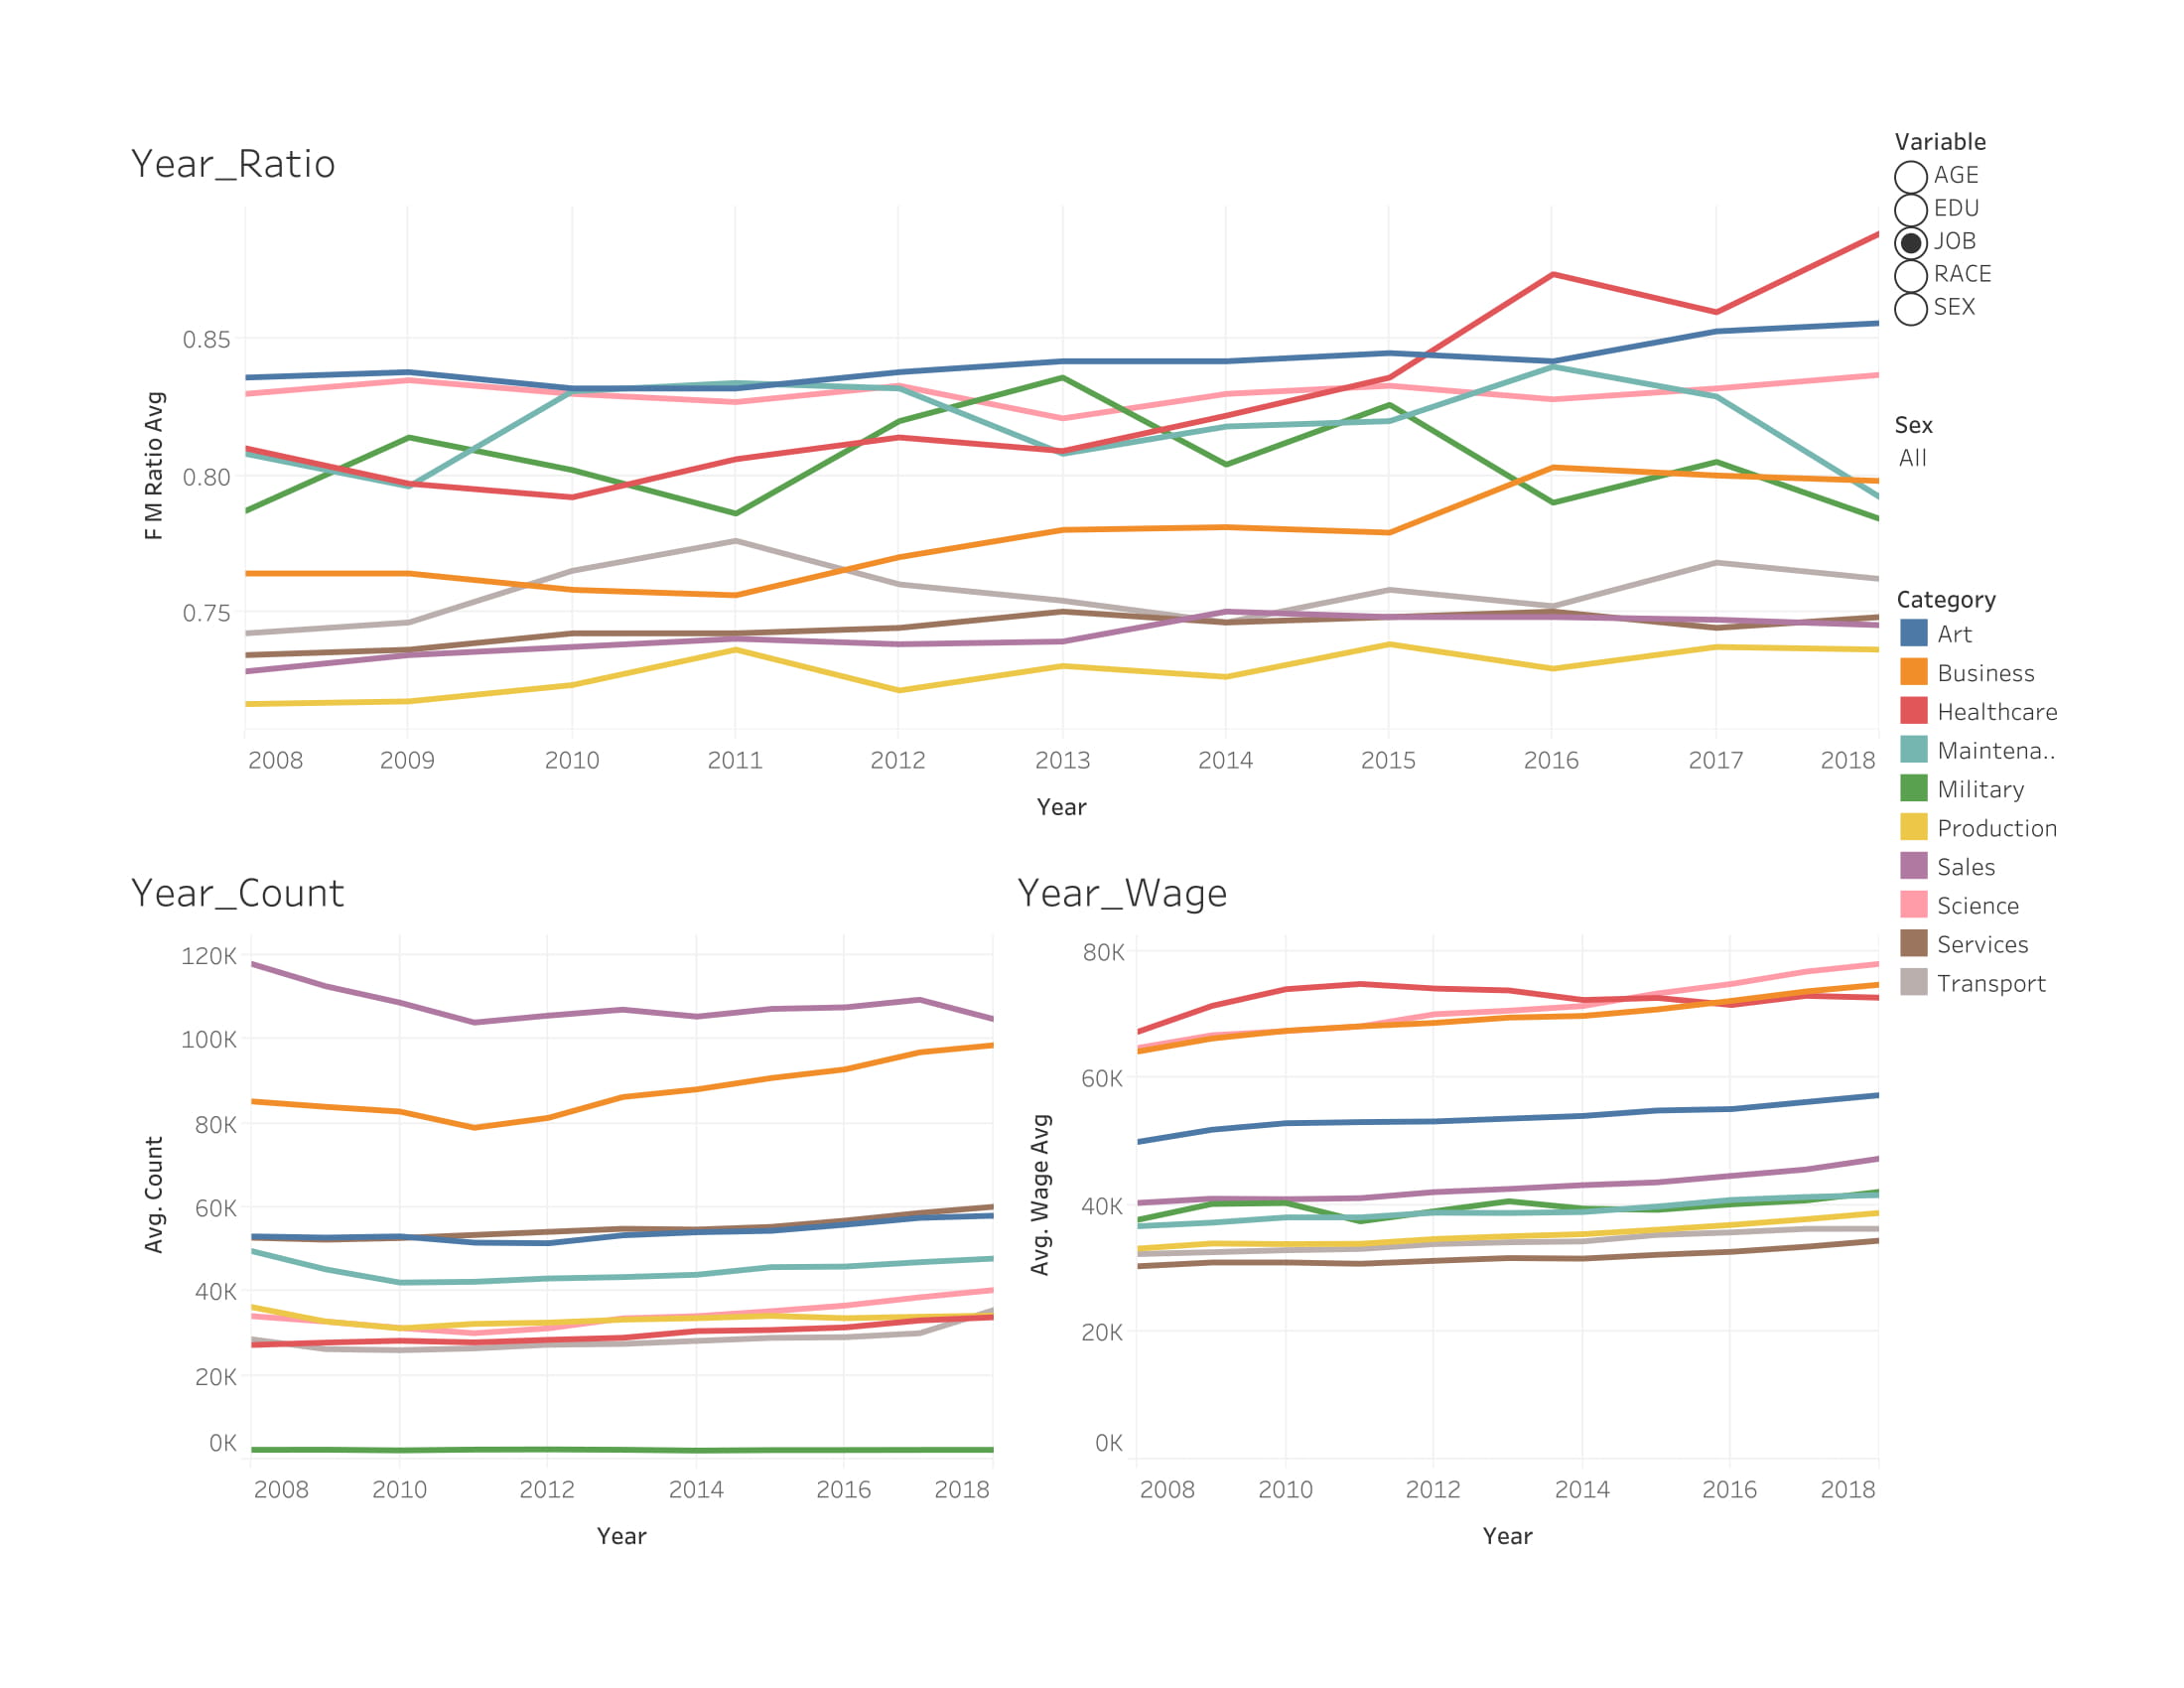 Year_Ratio
F M Ratio Avg
0.85
0.80
0.75
2008 2009 2010 2011 2012 2013 2014 2015 2016 2017 2018
Year
Variable
AGE
EDU
JOB
RACE
SEX
Sex
All
Category
Art
Business
Healthcare
Maintena..
Military
Production
Sales
Science
Services
Transport
Year_Count
Avg. Count
120K
100K
80K
60K
40K
20K
0K
2008 2010 2012 2014 2016 2018
Year
Year_Wage
Avg. Wage Avg
80K
60K
40K
20K
0K
2008 2010 2012 2014 2016 2018
Year